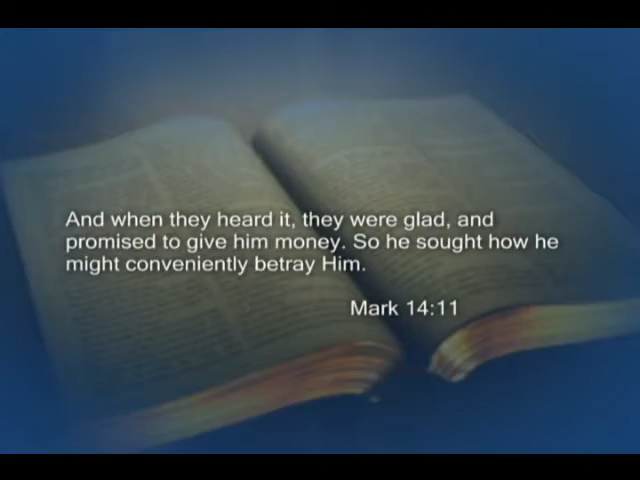 And when they heard it, they were glad, and
promised to give him money. So he sought how he
might conveniently betray Him.
Mark 14:11